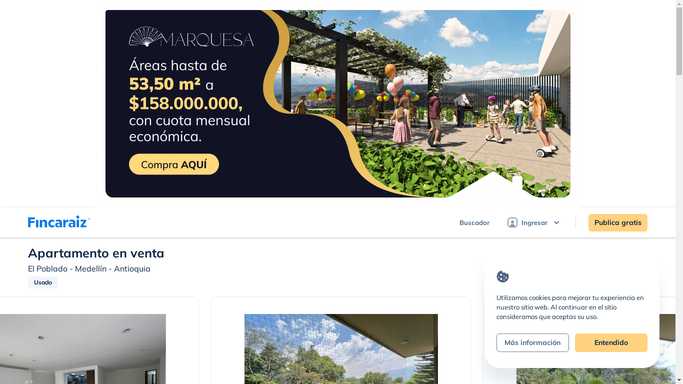 MARQUESA
Áreas hasta de
53,50 m² a
$158.000.000,
con cuota mensual
económica.
Compra AQUÍ
Fincaraiz
Buscador
Ingresar
Publica gratis
Apartamento en venta
El Poblado - Medellín - Antioquia
Usado
Utilizamos cookies para mejorar tu experiencia en
nuestro sitio web. Al continuar en el sitio
consideramos que aceptas su uso.
Más información
Entendido